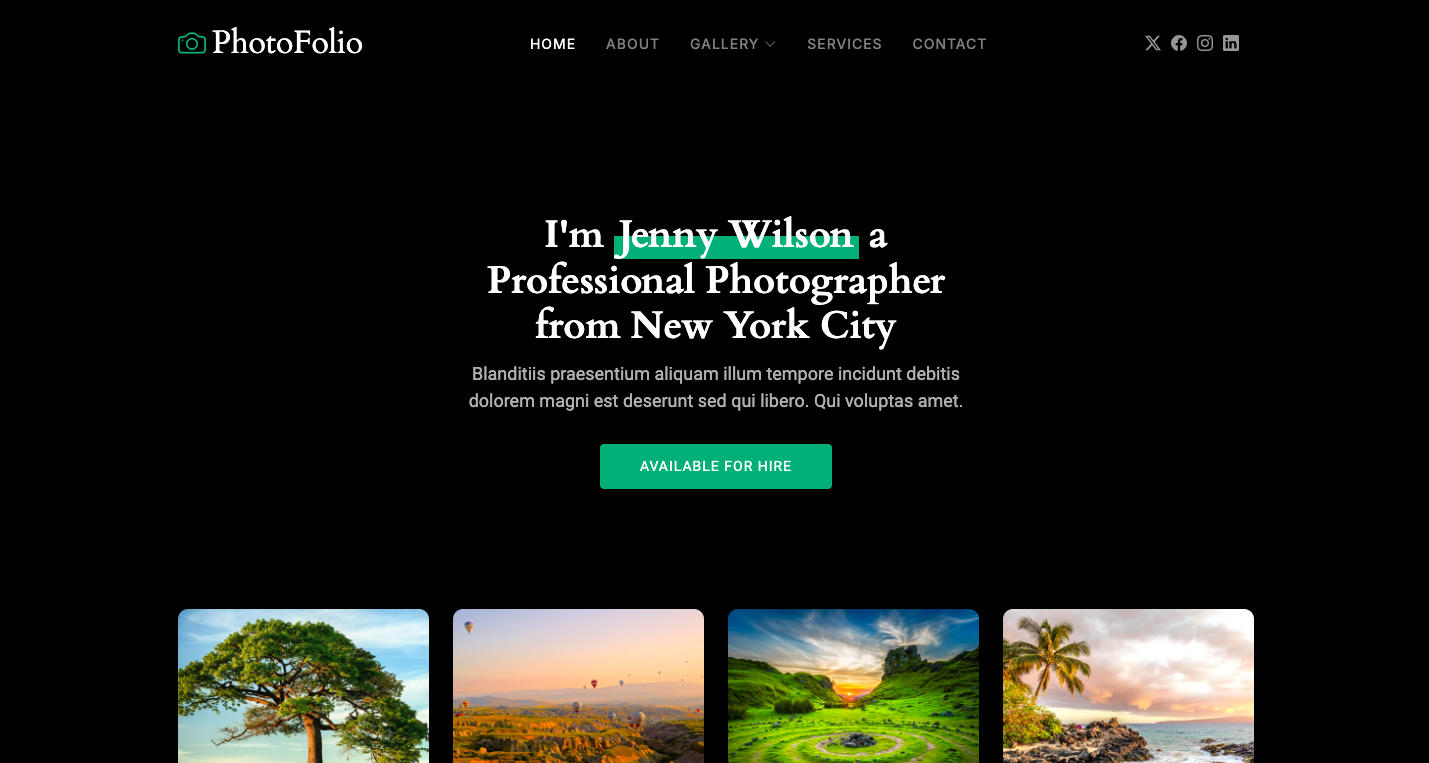 PhotoFolio
HOME ABOUT GALLERY SERVICES CONTACT
I'm Jenny Wilson a
Professional Photographer
from New York City
Blanditiis praesentium aliquam illum tempore incidunt debitis
dolorem magni est deserunt sed qui libero. Qui voluptas amet.
AVAILABLE FOR HIRE